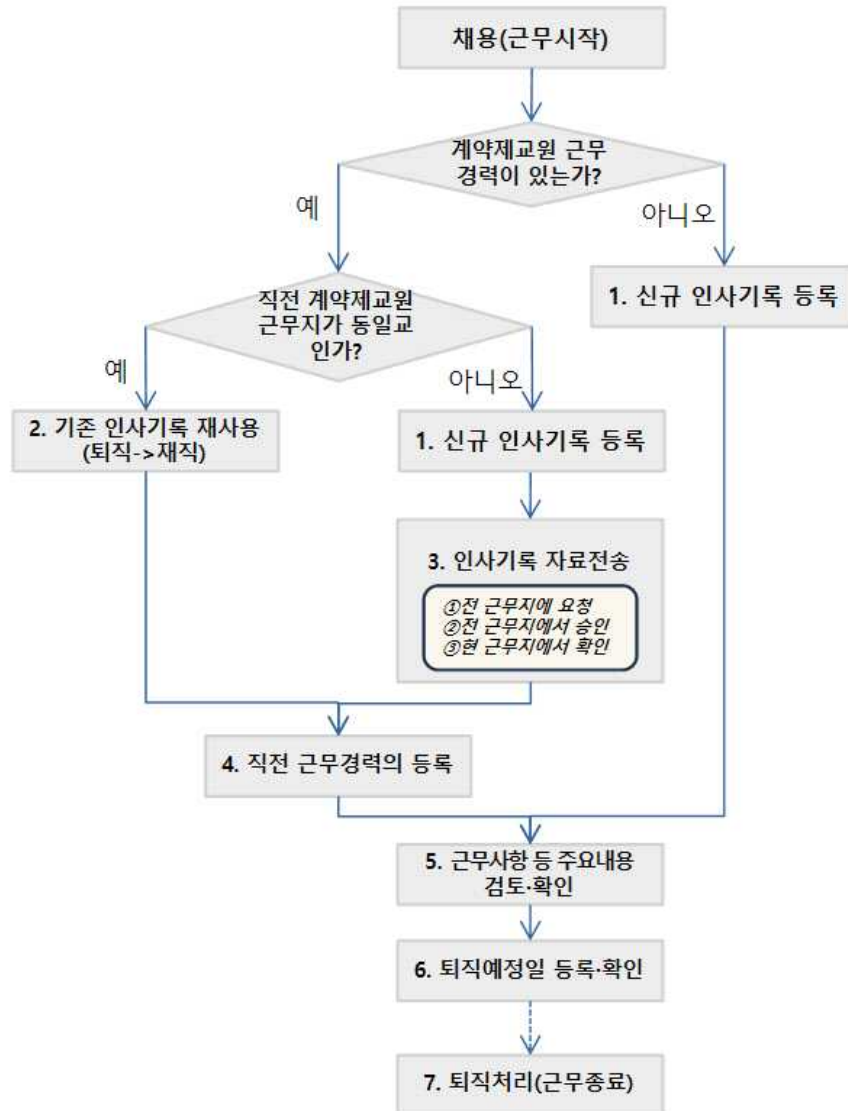 채용(근무시작)
계약제교원 근무
경력이 있는가?
예
아니오
직전 계약제교원
근무지가 동일교
인가?
1. 신규 인사기록 등록
예
아니오
2. 기존 인사기록 재사용
(퇴직->재직)
1. 신규 인사기록 등록
3. 인사기록 자료전송
①전 근무지에 요청
②전 근무지에서 승인
③현 근무지에서 확인
4. 직전 근무경력의 등록
5. 근무사항 등 주요내용
검토·확인
6. 퇴직예정일 등록·확인
7. 퇴직처리(근무종료)